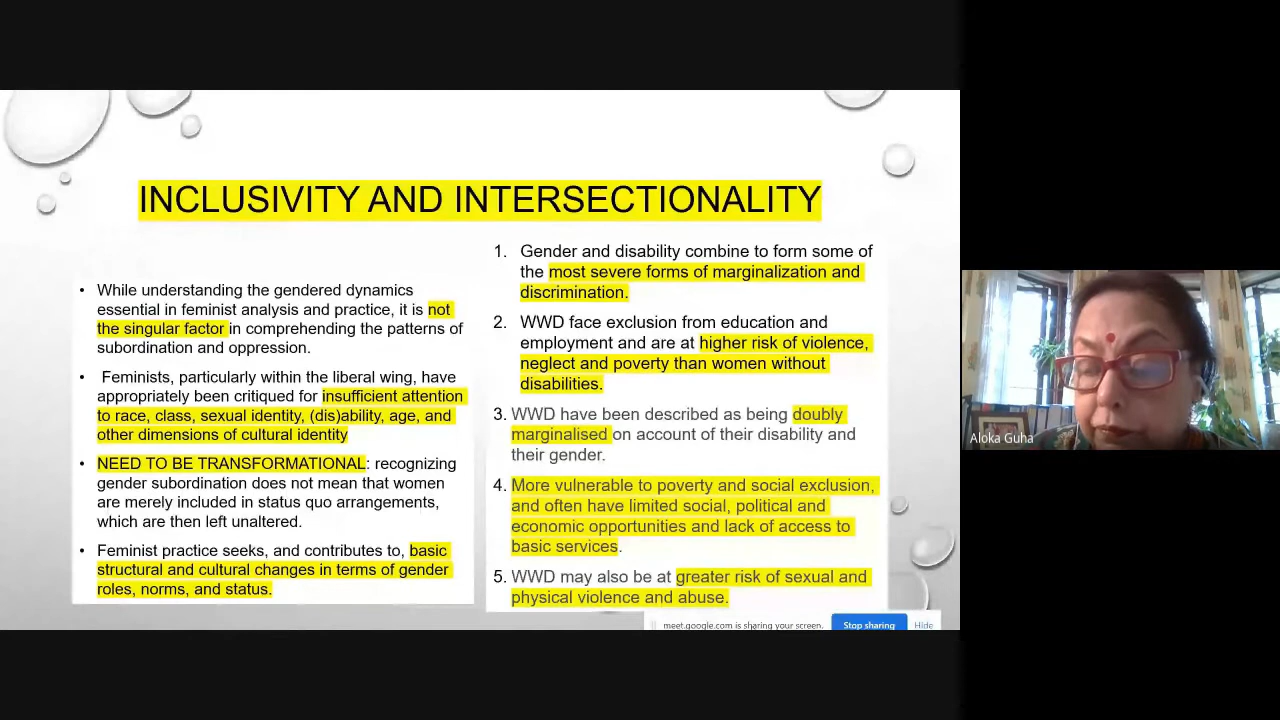 INCLUSIVITY AND INTERSECTIONALITY
• While understanding the gendered dynamics
essential in feminist analysis and practice, it is not
the singular factor in comprehending the patterns of
subordination and oppression.
• Feminists, particularly within the liberal wing, have
appropriately been critiqued for insufficient attention
to race, class, sexual identity, (dis)ability, age, and
other dimensions of cultural identity
• NEED TO BE TRANSFORMATIONAL: recognizing
gender subordination does not mean that women
are merely included in status quo arrangements,
which are then left unaltered.
• Feminist practice seeks, and contributes to, basic
structural and cultural changes in terms of gender
roles, norms, and status.
1. Gender and disability combine to form some of
the most severe forms of marginalization and
discrimination.
2. WWD face exclusion from education and
employment and are at higher risk of violence,
neglect and poverty than women without
disabilities.
3. WWD have been described as being doubly
marginalised on account of their disability and
their gender.
4. More vulnerable to poverty and social exclusion,
and often have limited social, political and
economic opportunities and lack of access to
basic services.
5. WWD may also be at greater risk of sexual and
physical violence and abuse.
meet.google.com is sharing your screen. Stop sharing Hide
Aloka Guha